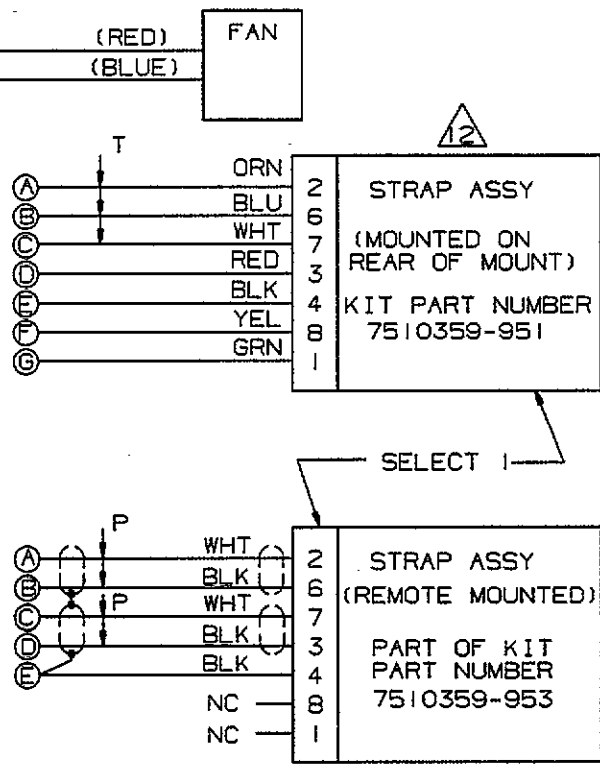 (RED)
(BLUE)
FAN
12
T
A ORN 2
B BLU 6
C WHT 7
D RED 3
E BLK 4
F YEL 8
G GRN 1
STRAP ASSY
(MOUNTED ON
REAR OF MOUNT)
KIT PART NUMBER
7510359-951
SELECT 1
P
P
A WHT 2
B BLK 6
C WHT 7
D BLK 3
E BLK 4
NC 8
NC 1
STRAP ASSY
(REMOTE MOUNTED)
PART OF KIT
PART NUMBER
7510359-953